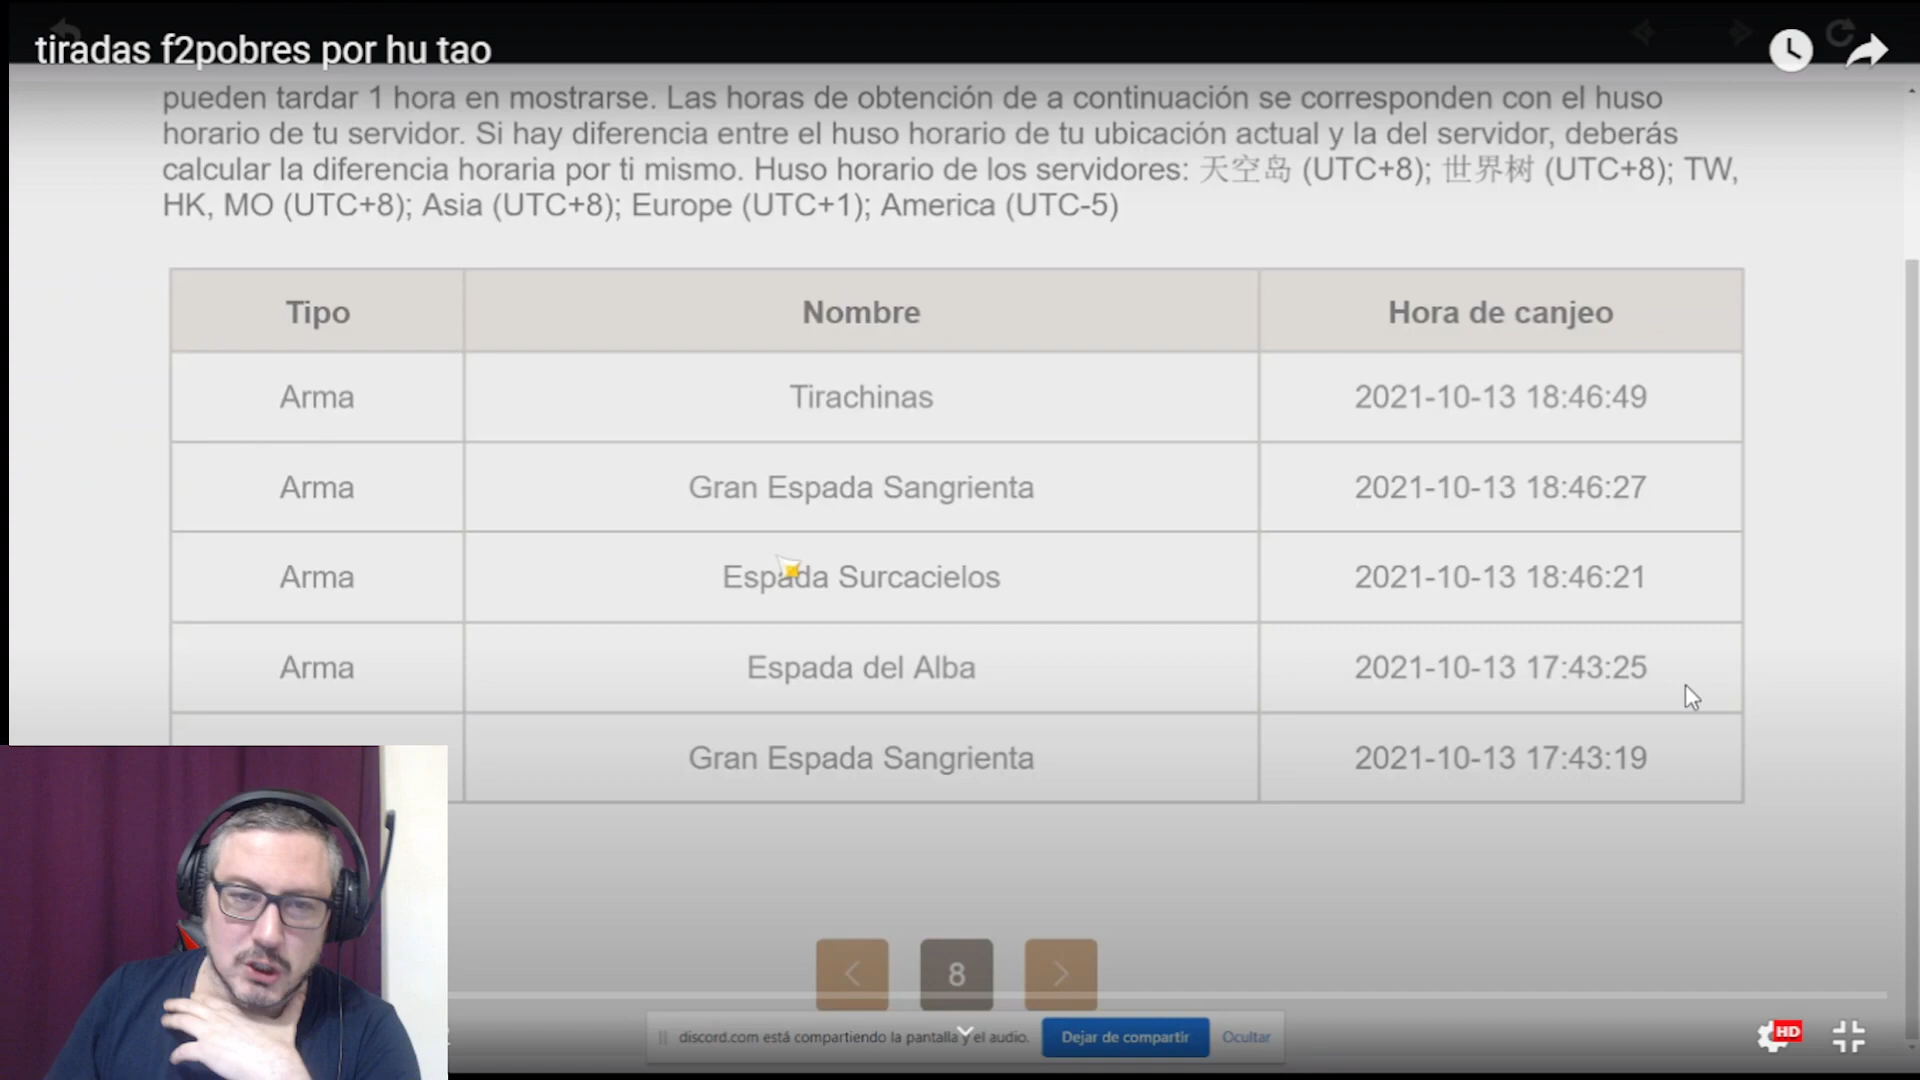 tiradas f2pobres por hu tao
pueden tardar 1 hora en mostrarse. Las horas de obtención de a continuación se corresponden con el huso
horario de tu servidor. Si hay diferencia entre el huso horario de tu ubicación actual y la del servidor, deberás
calcular la diferencia horaria por ti mismo. Huso horario de los servidores: 天空岛 (UTC+8); 世界树 (UTC+8); TW,
HK, MO (UTC+8); Asia (UTC+8); Europe (UTC+1); America (UTC-5)
Tipo Nombre Hora de canjeo
Arma Tirachinas 2021-10-13 18:46:49
Arma Gran Espada Sangrienta 2021-10-13 18:46:27
Arma Espada Surcacielos 2021-10-13 18:46:21
Arma Espada del Alba 2021-10-13 17:43:25
Gran Espada Sangrienta 2021-10-13 17:43:19
8
discord.com está compartiendo la pantalla y el audio. Dejar de compartir Ocultar
HD